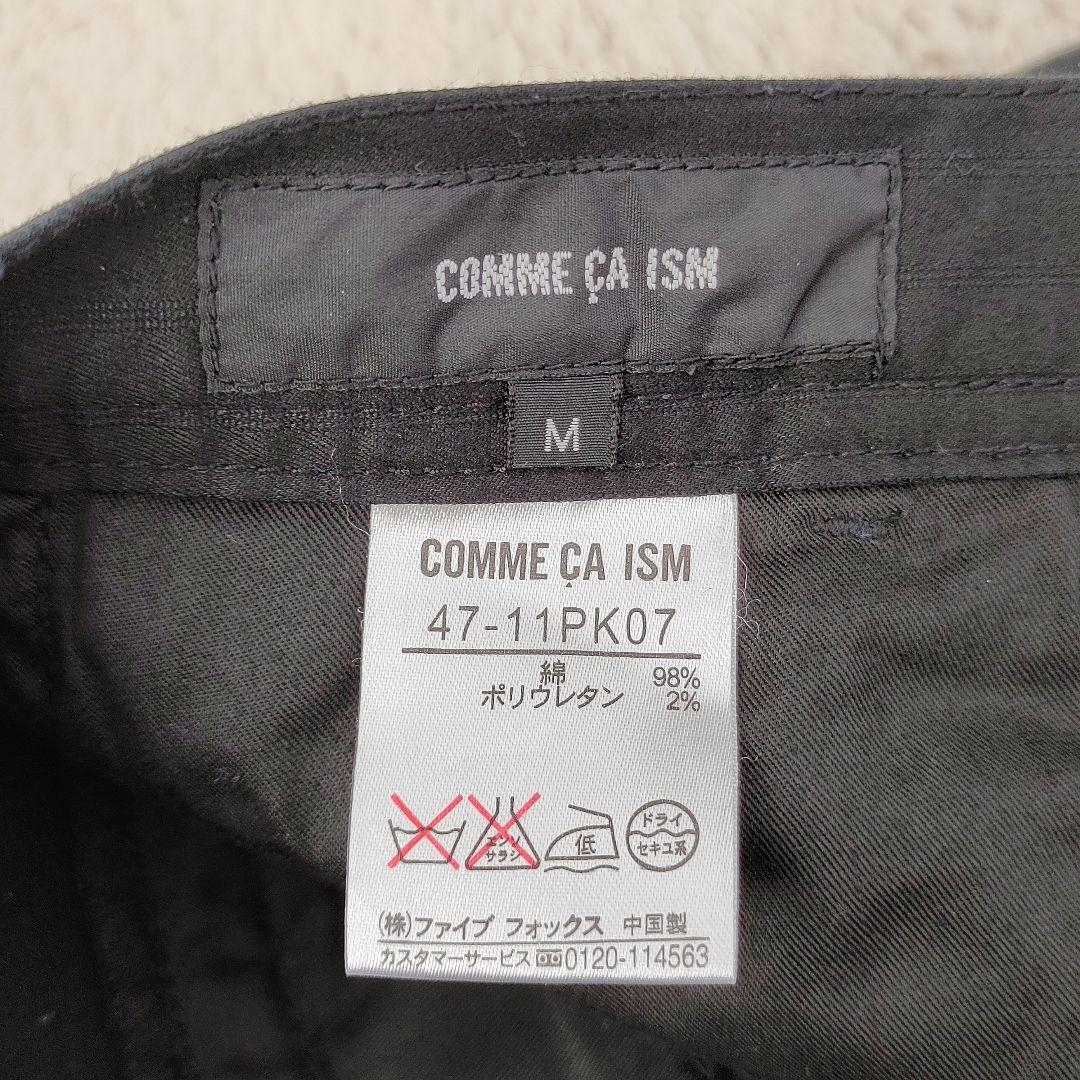 COMME ÇA ISM
M
COMME ÇA ISM
47-11PK07
綿 98%
ポリウレタン 2%
エンソ
サラシ
低
ドライ
セキユ系
(株)ファイブ フォックス 中国製
カスタマーサービス 0120-114563